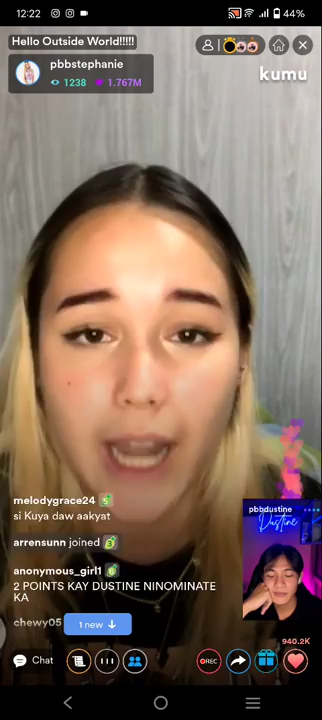 12:22
44%
Hello Outside World!!!!!
pbbstephanie
1238 1.767M
kumu
melodygrace24
si Kuya daw aakyat
pbbdustine
Dustine
arrensunn joined
anonymous_girl1
2 POINTS KAY DUSTINE NINOMINATE
KA
chewy05
1 new
940.2K
Chat
REC